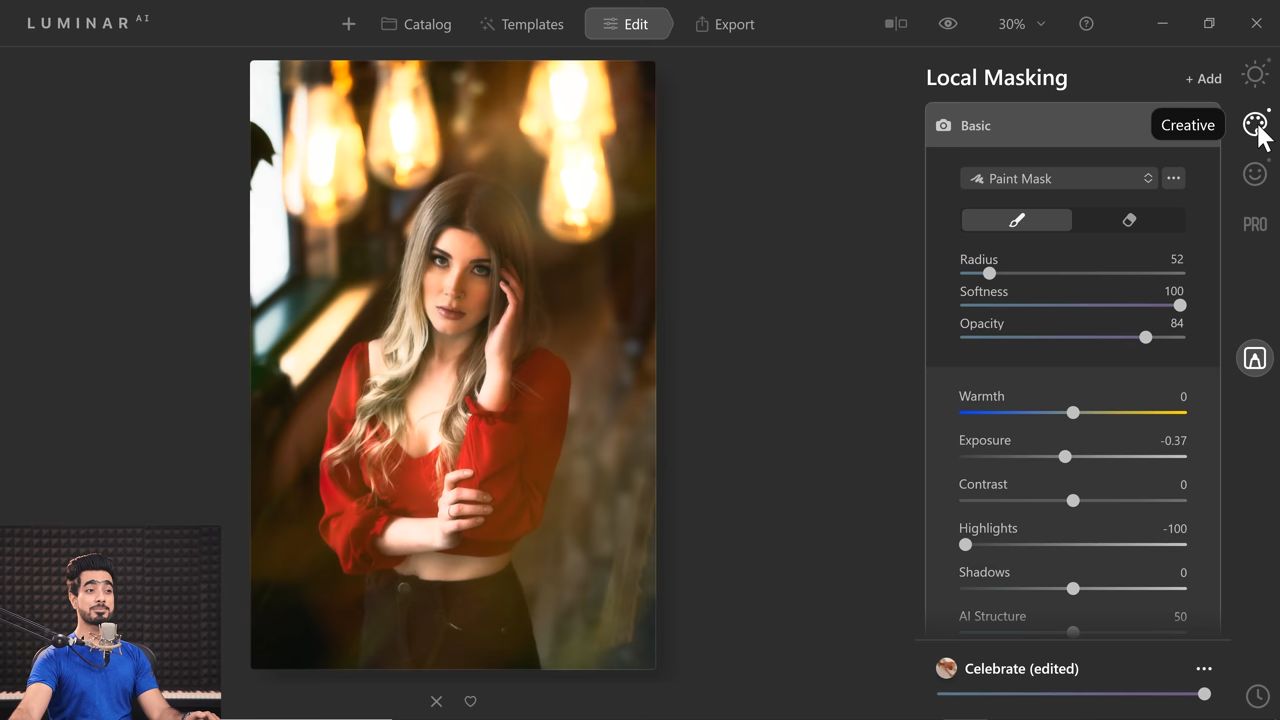 LUMINAR AI
Catalog
Templates
Edit
Export
30%
Local Masking
+ Add
Basic
Creative
Paint Mask
Radius 52
Softness 100
Opacity 84
PRO
Warmth 0
Exposure -0.37
Contrast 0
Highlights -100
Shadows 0
AI Structure 50
Celebrate (edited)